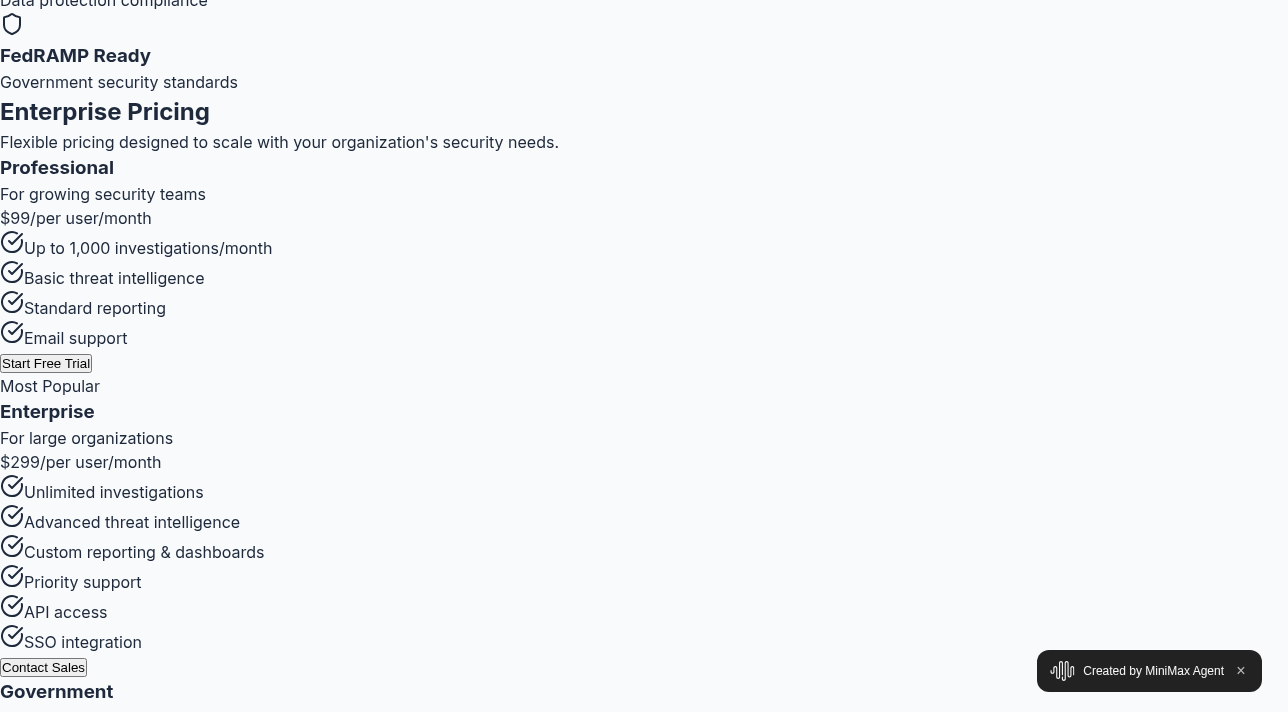 Data protection compliance
FedRAMP Ready
Government security standards
Enterprise Pricing
Flexible pricing designed to scale with your organization's security needs.
Professional
For growing security teams
$99/per user/month
Up to 1,000 investigations/month
Basic threat intelligence
Standard reporting
Email support
Start Free Trial
Most Popular
Enterprise
For large organizations
$299/per user/month
Unlimited investigations
Advanced threat intelligence
Custom reporting & dashboards
Priority support
API access
SSO integration
Contact Sales
Government
Created by MiniMax Agent ×